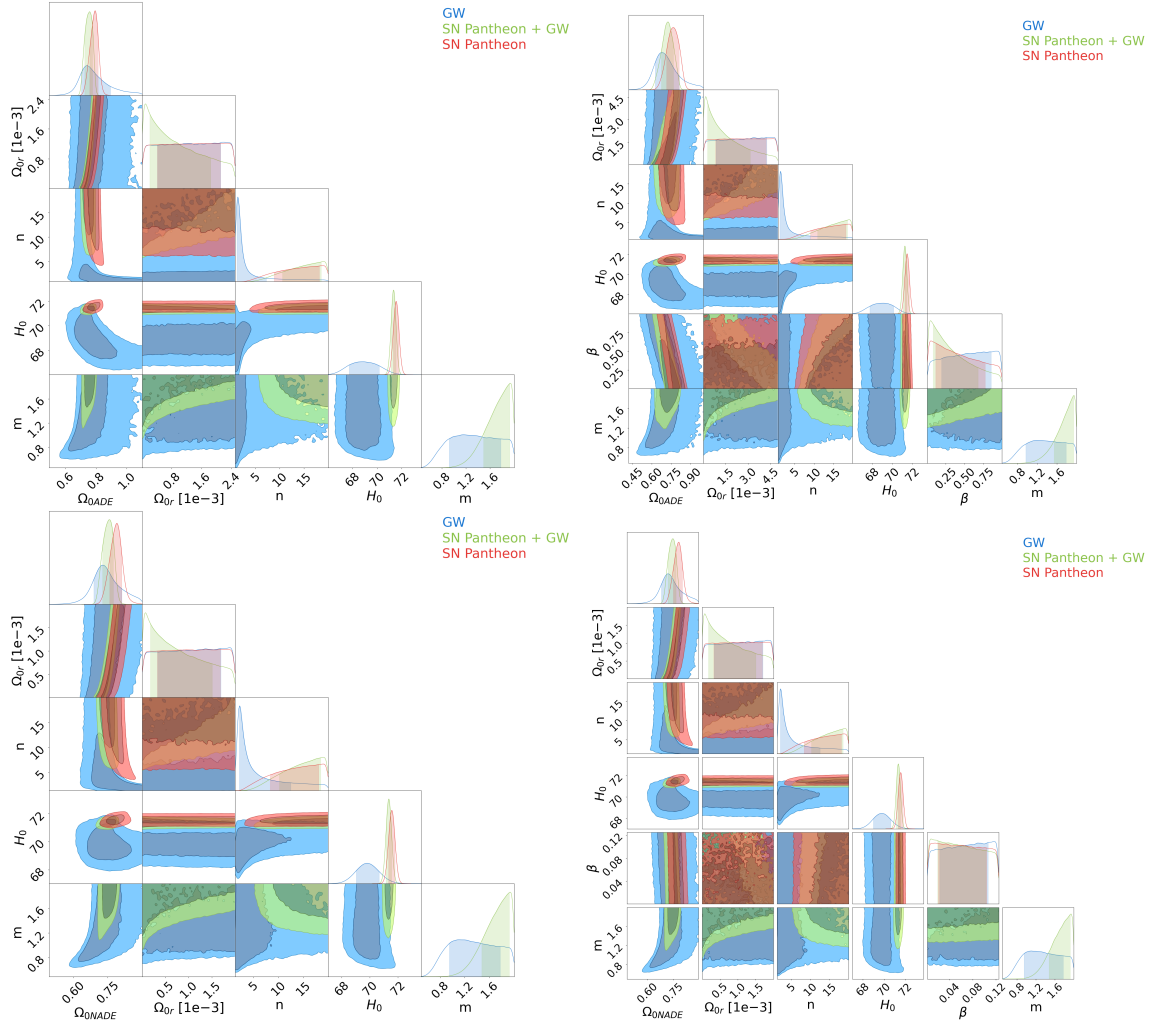 GW
SN Pantheon + GW
SN Pantheon
Ω0r [1e−3]
2.4
1.6
0.8
n
15
10
5
H0
72
70
68
m
1.6
1.2
0.8
0.6 0.8 1.0
0.8 1.6 2.4
5 10 15
68 70 72
0.8 1.2 1.6
Ω0ADE Ω0r [1e−3] n H0 m
GW
SN Pantheon + GW
SN Pantheon
Ω0r [1e−3]
4.5
3.0
1.5
n
15
10
5
H0
72
70
68
β
0.75
0.50
0.25
m
1.6
1.2
0.8
0.45 0.60 0.75 0.90
1.5 3.0 4.5
5 10 15
68 70 72
0.25 0.50 0.75
0.8 1.2 1.6
Ω0ADE Ω0r [1e−3] n H0 β m
GW
SN Pantheon + GW
SN Pantheon
Ω0r [1e−3]
1.5
1.0
0.5
n
15
10
5
H0
72
70
68
m
1.6
1.2
0.8
0.60 0.75
0.5 1.0 1.5
5 10 15
68 70 72
0.8 1.2 1.6
Ω0NADE Ω0r [1e−3] n H0 m
GW
SN Pantheon + GW
SN Pantheon
Ω0r [1e−3]
1.5
1.0
0.5
n
15
10
5
H0
72
70
68
β
0.12
0.08
0.04
m
1.6
1.2
0.8
0.60 0.75
0.5 1.0 1.5
5 10 15
68 70 72
0.04 0.08 0.12
0.8 1.2 1.6
Ω0NADE Ω0r [1e−3] n H0 β m